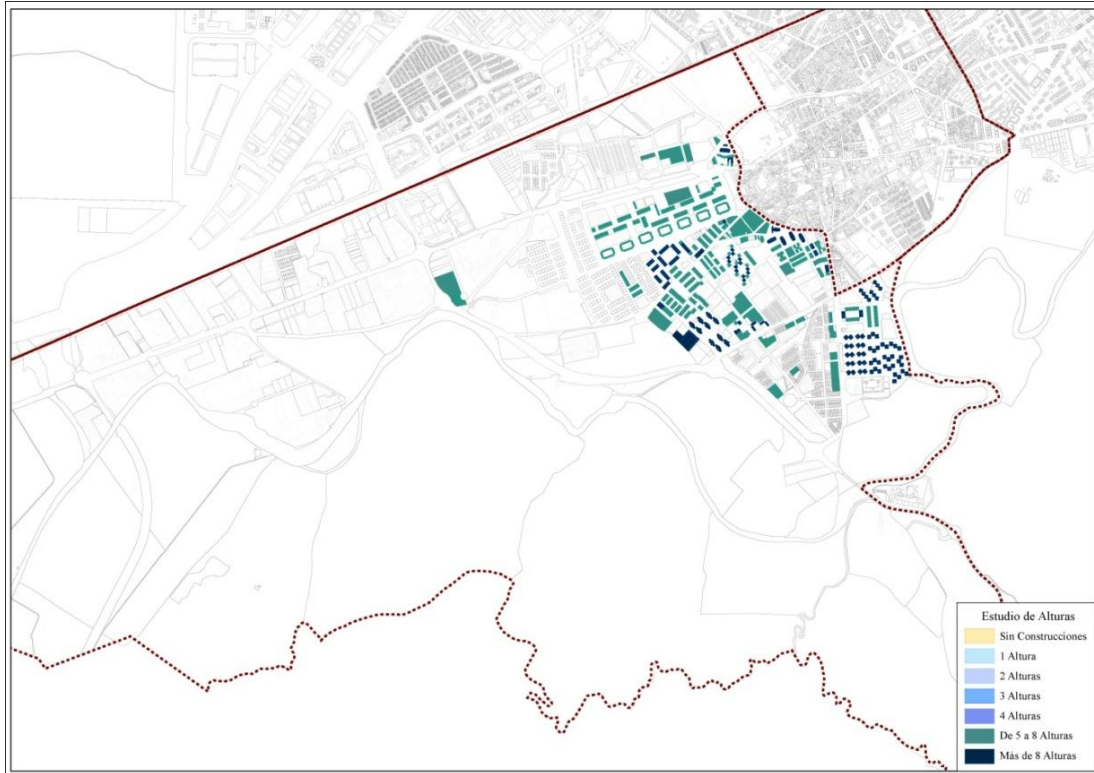 Estudio de Alturas
Sin Construcciones
1 Altura
2 Alturas
3 Alturas
4 Alturas
De 5 a 8 Alturas
Más de 8 Alturas